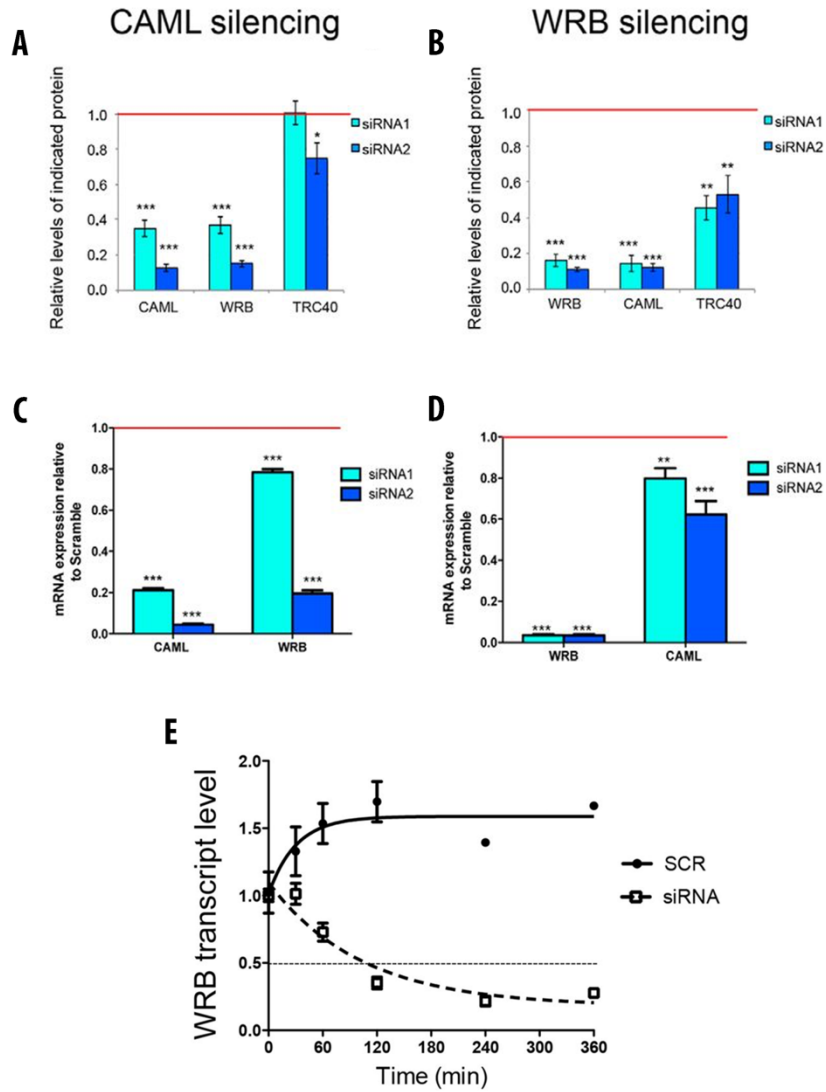 CAML silencing
WRB silencing
A
Relative levels of indicated protein
1.0
0.8
0.6
0.4
0.2
0.0
***
***
***
***
*
CAML
WRB
TRC40
siRNA1
siRNA2
B
Relative levels of indicated protein
1.0
0.8
0.6
0.4
0.2
0.0
***
***
***
***
**
**
WRB
CAML
TRC40
siRNA1
siRNA2
C
mRNA expression relative
to Scramble
1.0
0.8
0.6
0.4
0.2
0.0
***
***
***
***
CAML
WRB
siRNA1
siRNA2
D
mRNA expression relative
to Scramble
1.0
0.8
0.6
0.4
0.2
0.0
***
***
**
***
WRB
CAML
siRNA1
siRNA2
E
WRB transcript level
2.0
1.5
1.0
0.5
0.0
0
60
120
180
240
300
360
Time (min)
SCR
siRNA